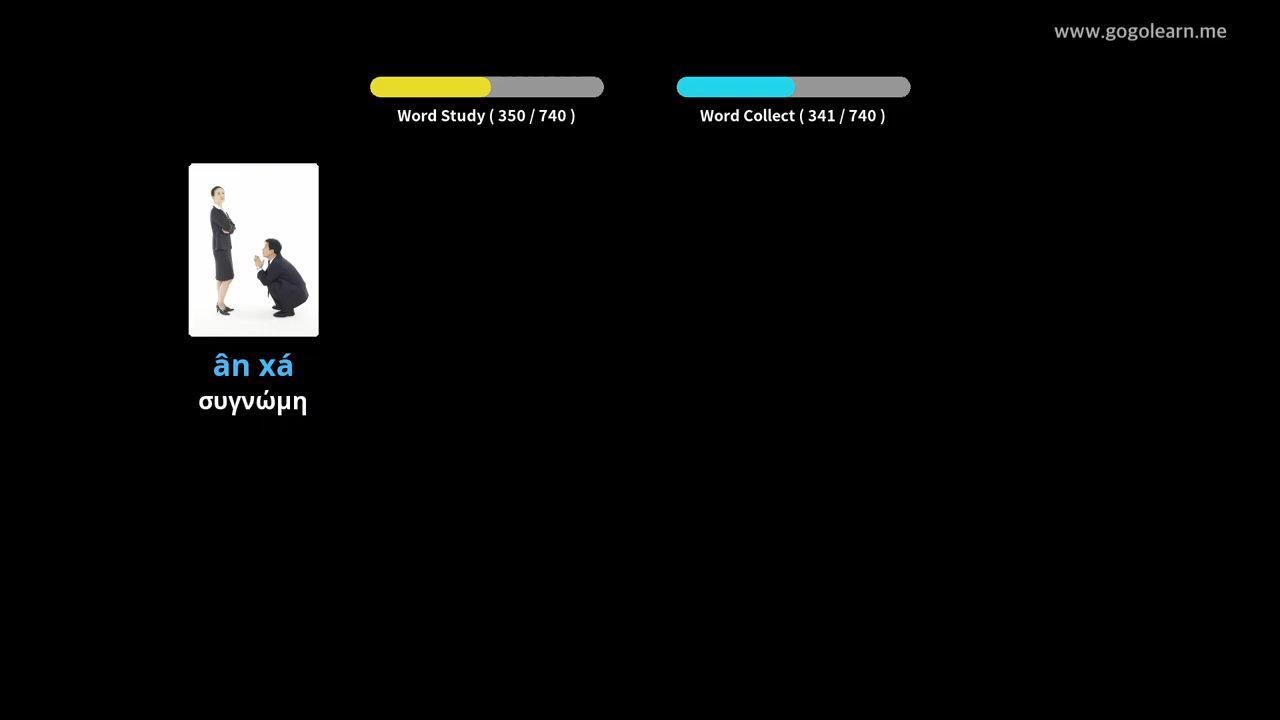 www.gogolearn.me
Word Study ( 350 / 740 )
Word Collect ( 341 / 740 )
ân xá
συγνώμη